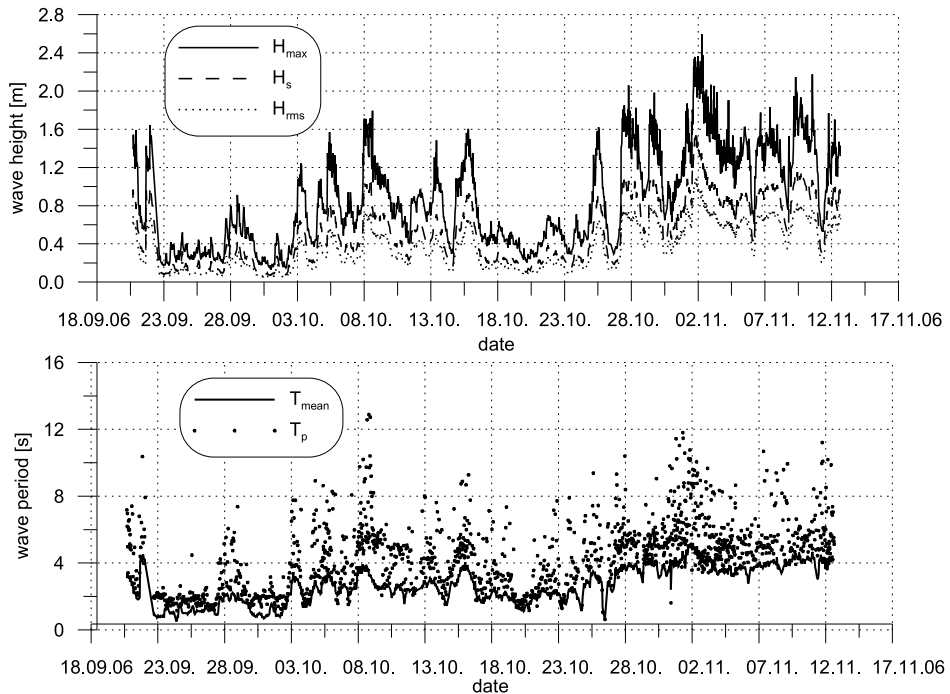 wave height [m]
2.8
2.4
2.0
1.6
1.2
0.8
0.4
0.0
Hmax
Hs
Hrms
18.09.06 23.09. 28.09. 03.10. 08.10. 13.10. 18.10. 23.10. 28.10. 02.11. 07.11. 12.11. 17.11.06
date
wave period [s]
16
12
8
4
0
Tmean
Tp
18.09.06 23.09. 28.09. 03.10. 08.10. 13.10. 18.10. 23.10. 28.10. 02.11. 07.11. 12.11. 17.11.06
date